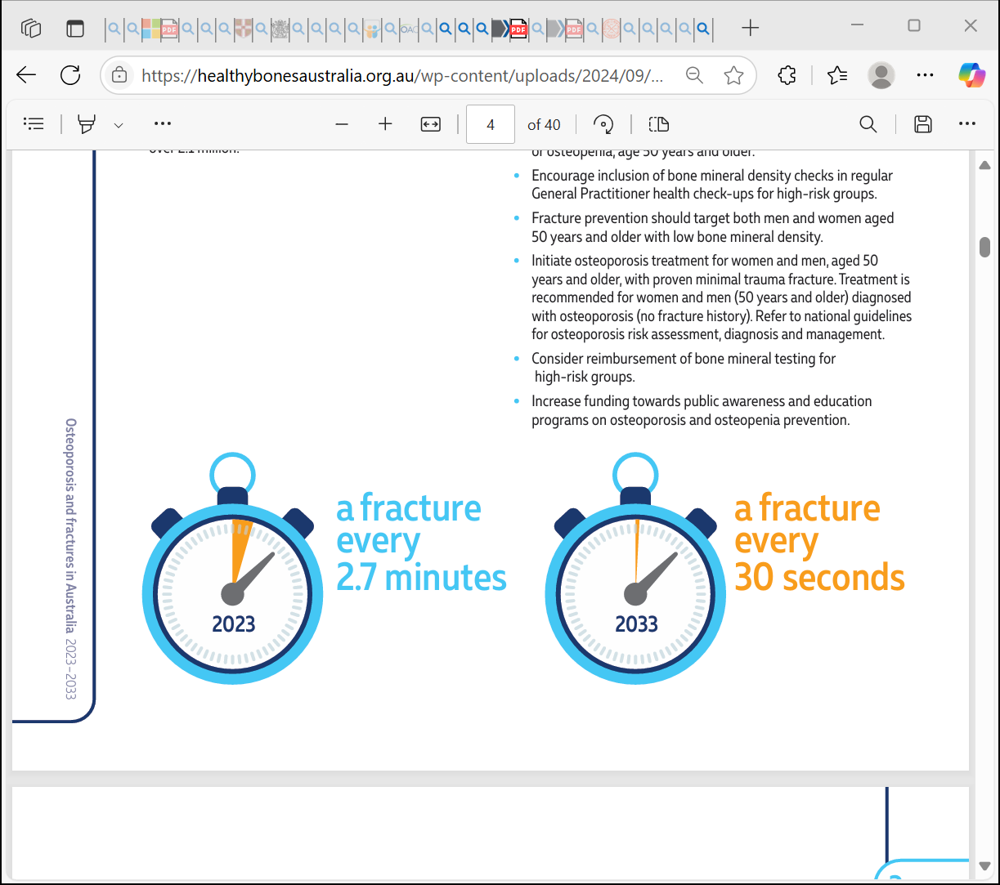 https://healthybonesaustralia.org.au/wp-content/uploads/2024/09/...
4 of 40
over 2.1 million.
or osteopenia, age 50 years and older.
• Encourage inclusion of bone mineral density checks in regular
General Practitioner health check-ups for high-risk groups.
• Fracture prevention should target both men and women aged
50 years and older with low bone mineral density.
• Initiate osteoporosis treatment for women and men, aged 50
years and older, with proven minimal trauma fracture. Treatment is
recommended for women and men (50 years and older) diagnosed
with osteoporosis (no fracture history). Refer to national guidelines
for osteoporosis risk assessment, diagnosis and management.
• Consider reimbursement of bone mineral testing for
high-risk groups.
• Increase funding towards public awareness and education
programs on osteoporosis and osteopenia prevention.
Osteoporosis and fractures in Australia 2023–2033
2023
a fracture
every
2.7 minutes
2033
a fracture
every
30 seconds